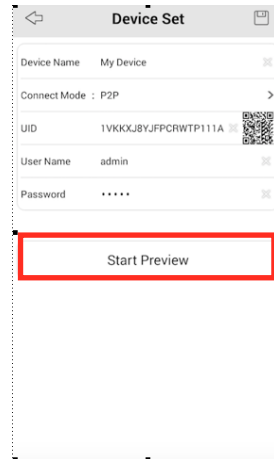 Device Set
Device Name My Device
Connect Mode : P2P
UID 1VKKXJ8YJFPCRWTP111A
User Name admin
Password •••••
Start Preview